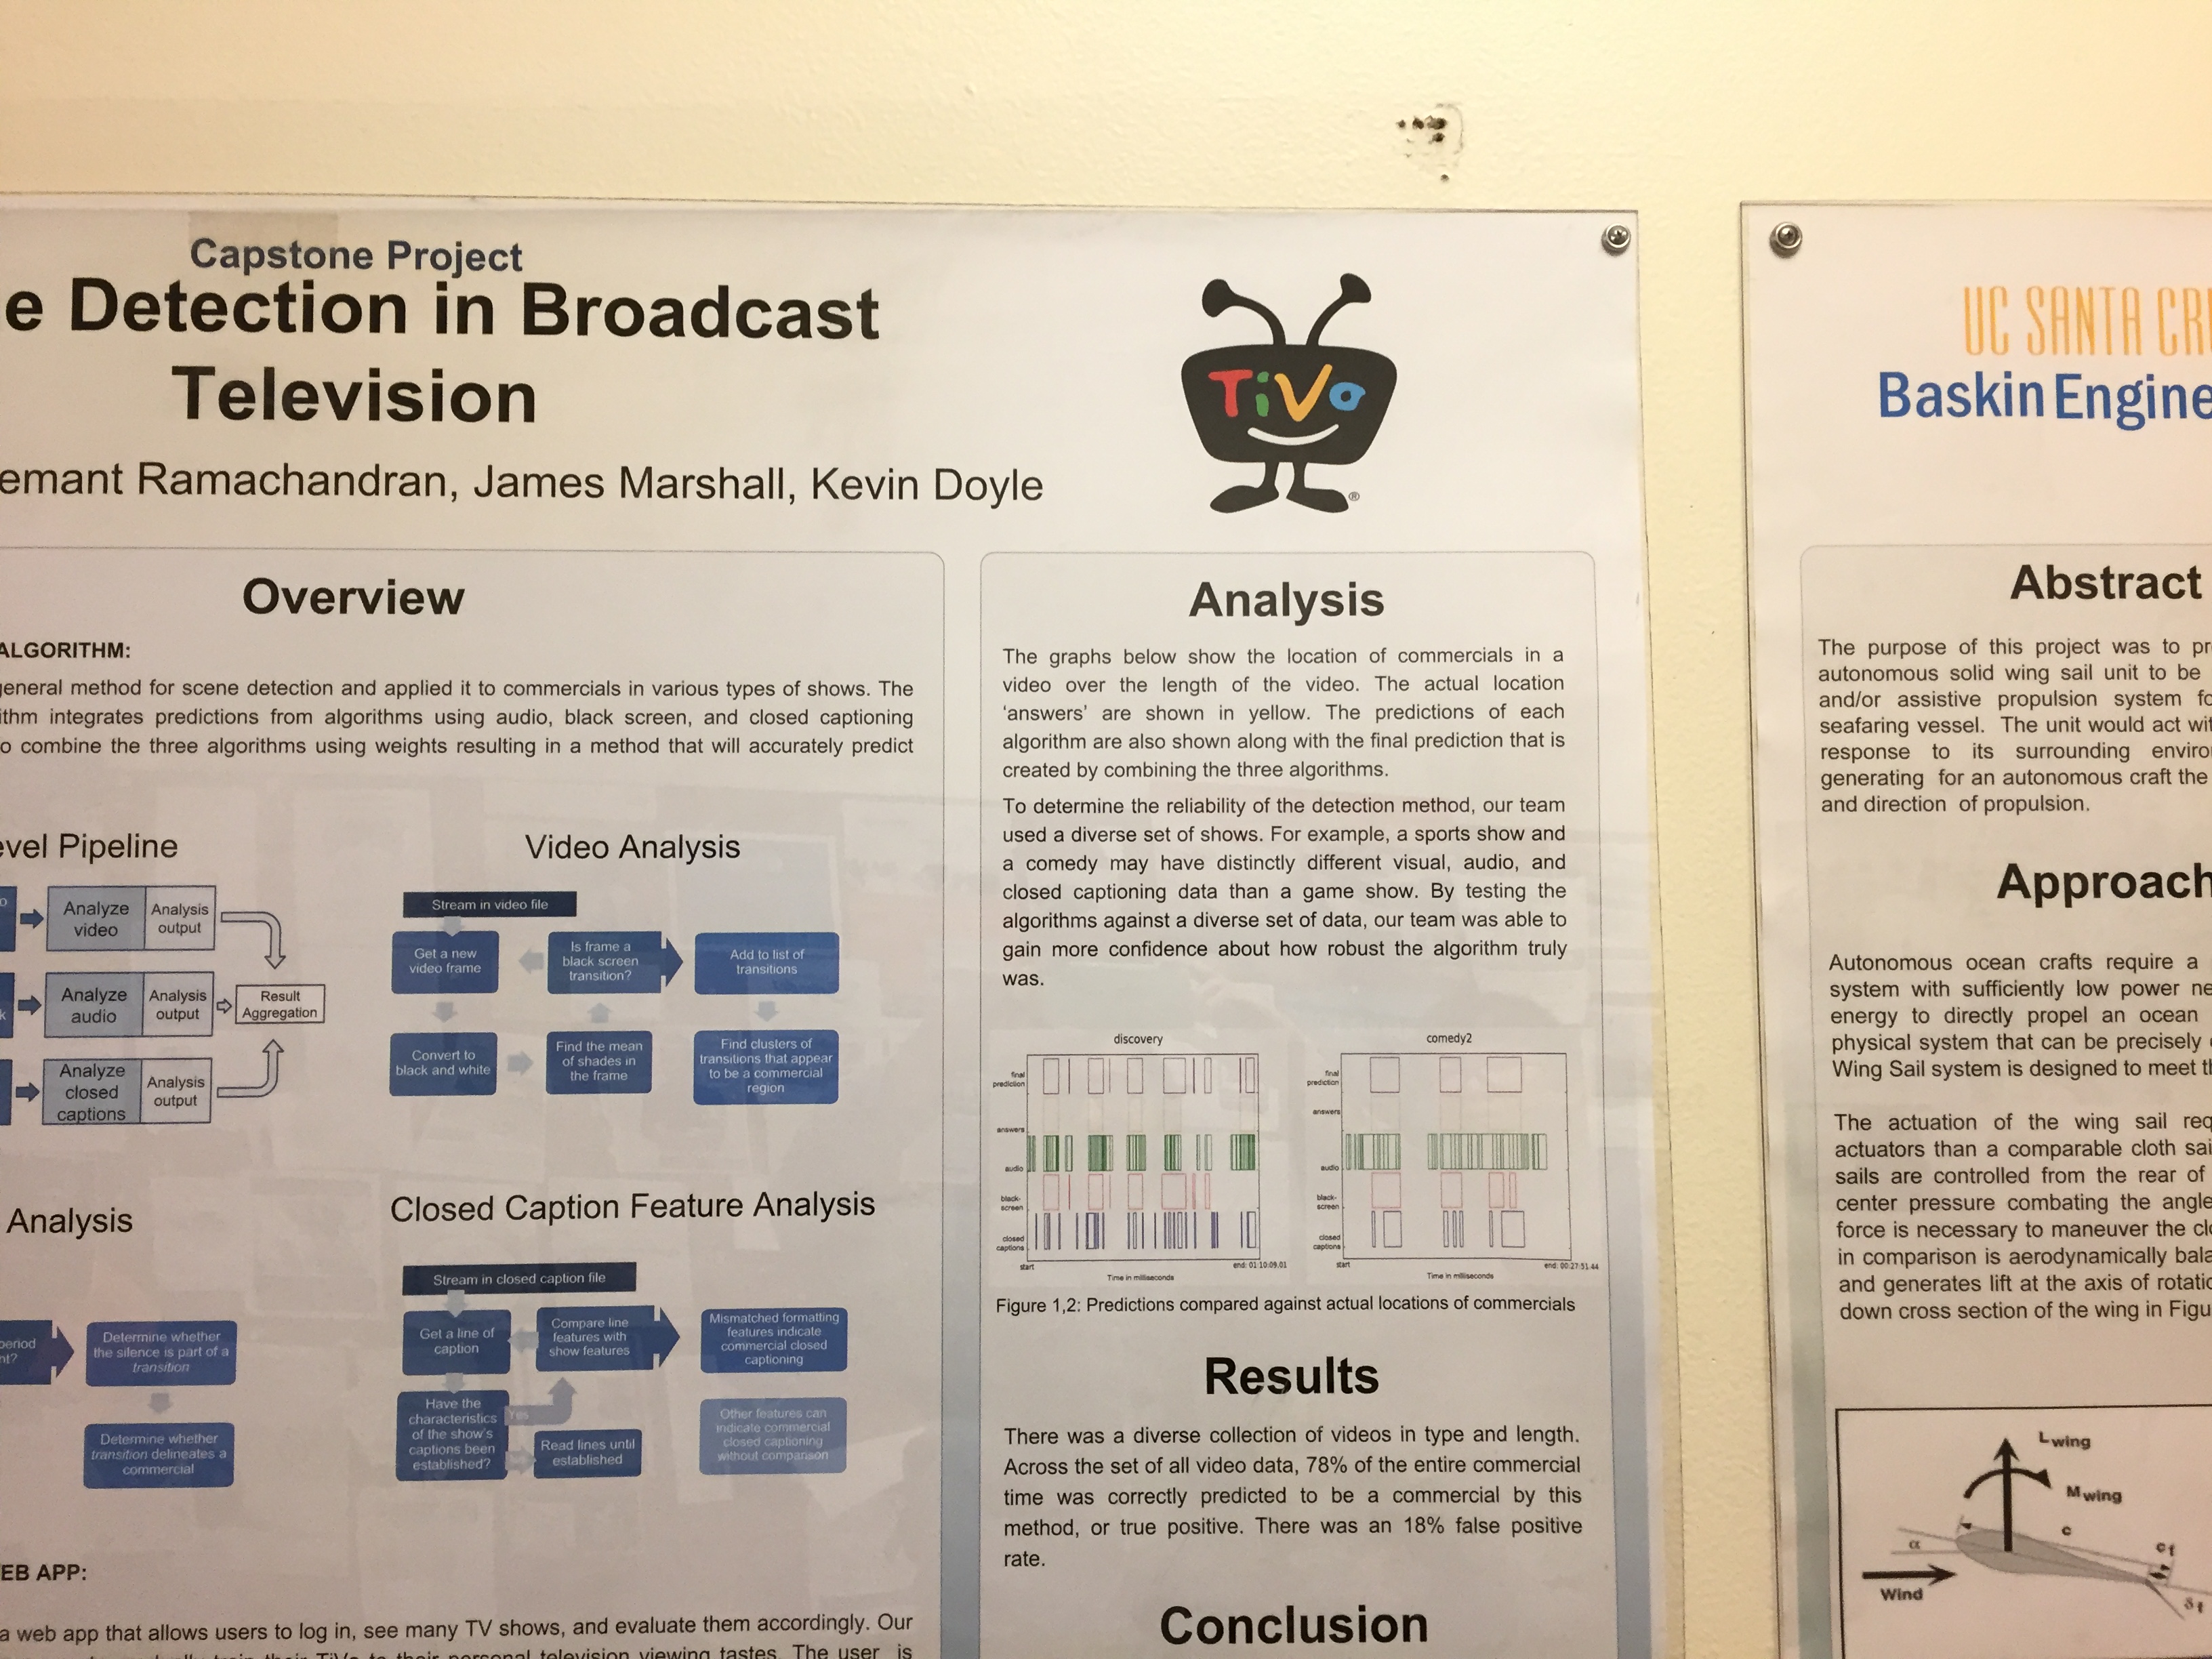 Capstone Project
e Detection in Broadcast
Television
emant Ramachandran, James Marshall, Kevin Doyle
TiVo
®
Overview
ALGORITHM:
general method for scene detection and applied it to commercials in various types of shows. The
ithm integrates predictions from algorithms using audio, black screen, and closed captioning
o combine the three algorithms using weights resulting in a method that will accurately predict
evel Pipeline
Analyze
video
Analysis
output
Analyze
audio
Analysis
output
Result
Aggregation
Analyze
closed
captions
Analysis
output
Video Analysis
Stream in video file
Get a new
video frame
Is frame a
black screen
transition?
Add to list of
transitions
Convert to
black and white
Find the mean
of shades in
the frame
Find clusters of
transitions that appear
to be a commercial
region
Analysis
period
nt?
Determine whether
the silence is part of a
transition
Determine whether
transition delineates a
commercial
Closed Caption Feature Analysis
Stream in closed caption file
Get a line of
caption
Compare line
features with
show features
Mismatched formatting
features indicate
commercial closed
captioning
Have the
characteristics
of the show's
captions been
established?
Yes
Read lines until
established
Other features can
indicate commercial
closed captioning
without comparison
EB APP:
a web app that allows users to log in, see many TV shows, and evaluate them accordingly. Our
their TiVo to their personal television viewing tastes. The user is
Analysis
The graphs below show the location of commercials in a
video over the length of the video. The actual location
‘answers’ are shown in yellow. The predictions of each
algorithm are also shown along with the final prediction that is
created by combining the three algorithms.
To determine the reliability of the detection method, our team
used a diverse set of shows. For example, a sports show and
a comedy may have distinctly different visual, audio, and
closed captioning data than a game show. By testing the
algorithms against a diverse set of data, our team was able to
gain more confidence about how robust the algorithm truly
was.
discovery
final
prediction
answers
audio
black-
screen
closed
captions
start
end: 01:10:09.01
Time in milliseconds
comedy2
final
prediction
answers
audio
black-
screen
closed
captions
start
end: 00:27:51.44
Time in milliseconds
Figure 1,2: Predictions compared against actual locations of commercials
Results
There was a diverse collection of videos in type and length.
Across the set of all video data, 78% of the entire commercial
time was correctly predicted to be a commercial by this
method, or true positive. There was an 18% false positive
rate.
Conclusion
UC SANTA CR
Baskin Engine
Abstract
The purpose of this project was to pr
autonomous solid wing sail unit to be
and/or assistive propulsion system fo
seafaring vessel. The unit would act wit
response to its surrounding enviro
generating for an autonomous craft the
and direction of propulsion.
Approach
Autonomous ocean crafts require a
system with sufficiently low power ne
energy to directly propel an ocean
physical system that can be precisely
Wing Sail system is designed to meet th
The actuation of the wing sail req
actuators than a comparable cloth sai
sails are controlled from the rear of
center pressure combating the angle
force is necessary to maneuver the cl
in comparison is aerodynamically bala
and generates lift at the axis of rotatio
down cross section of the wing in Figu
Lwing
Mwing
c
α
cf
Wind
δf